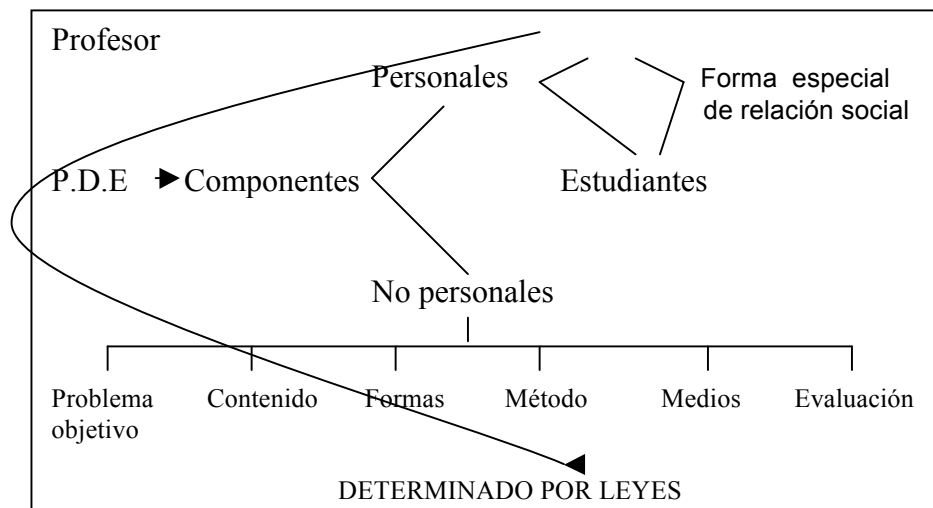 Profesor
Personales
Forma especial
de relación social
P.D.E
Componentes
Estudiantes
No personales
Problema
objetivo
Contenido
Formas
Método
Medios
Evaluación
DETERMINADO POR LEYES